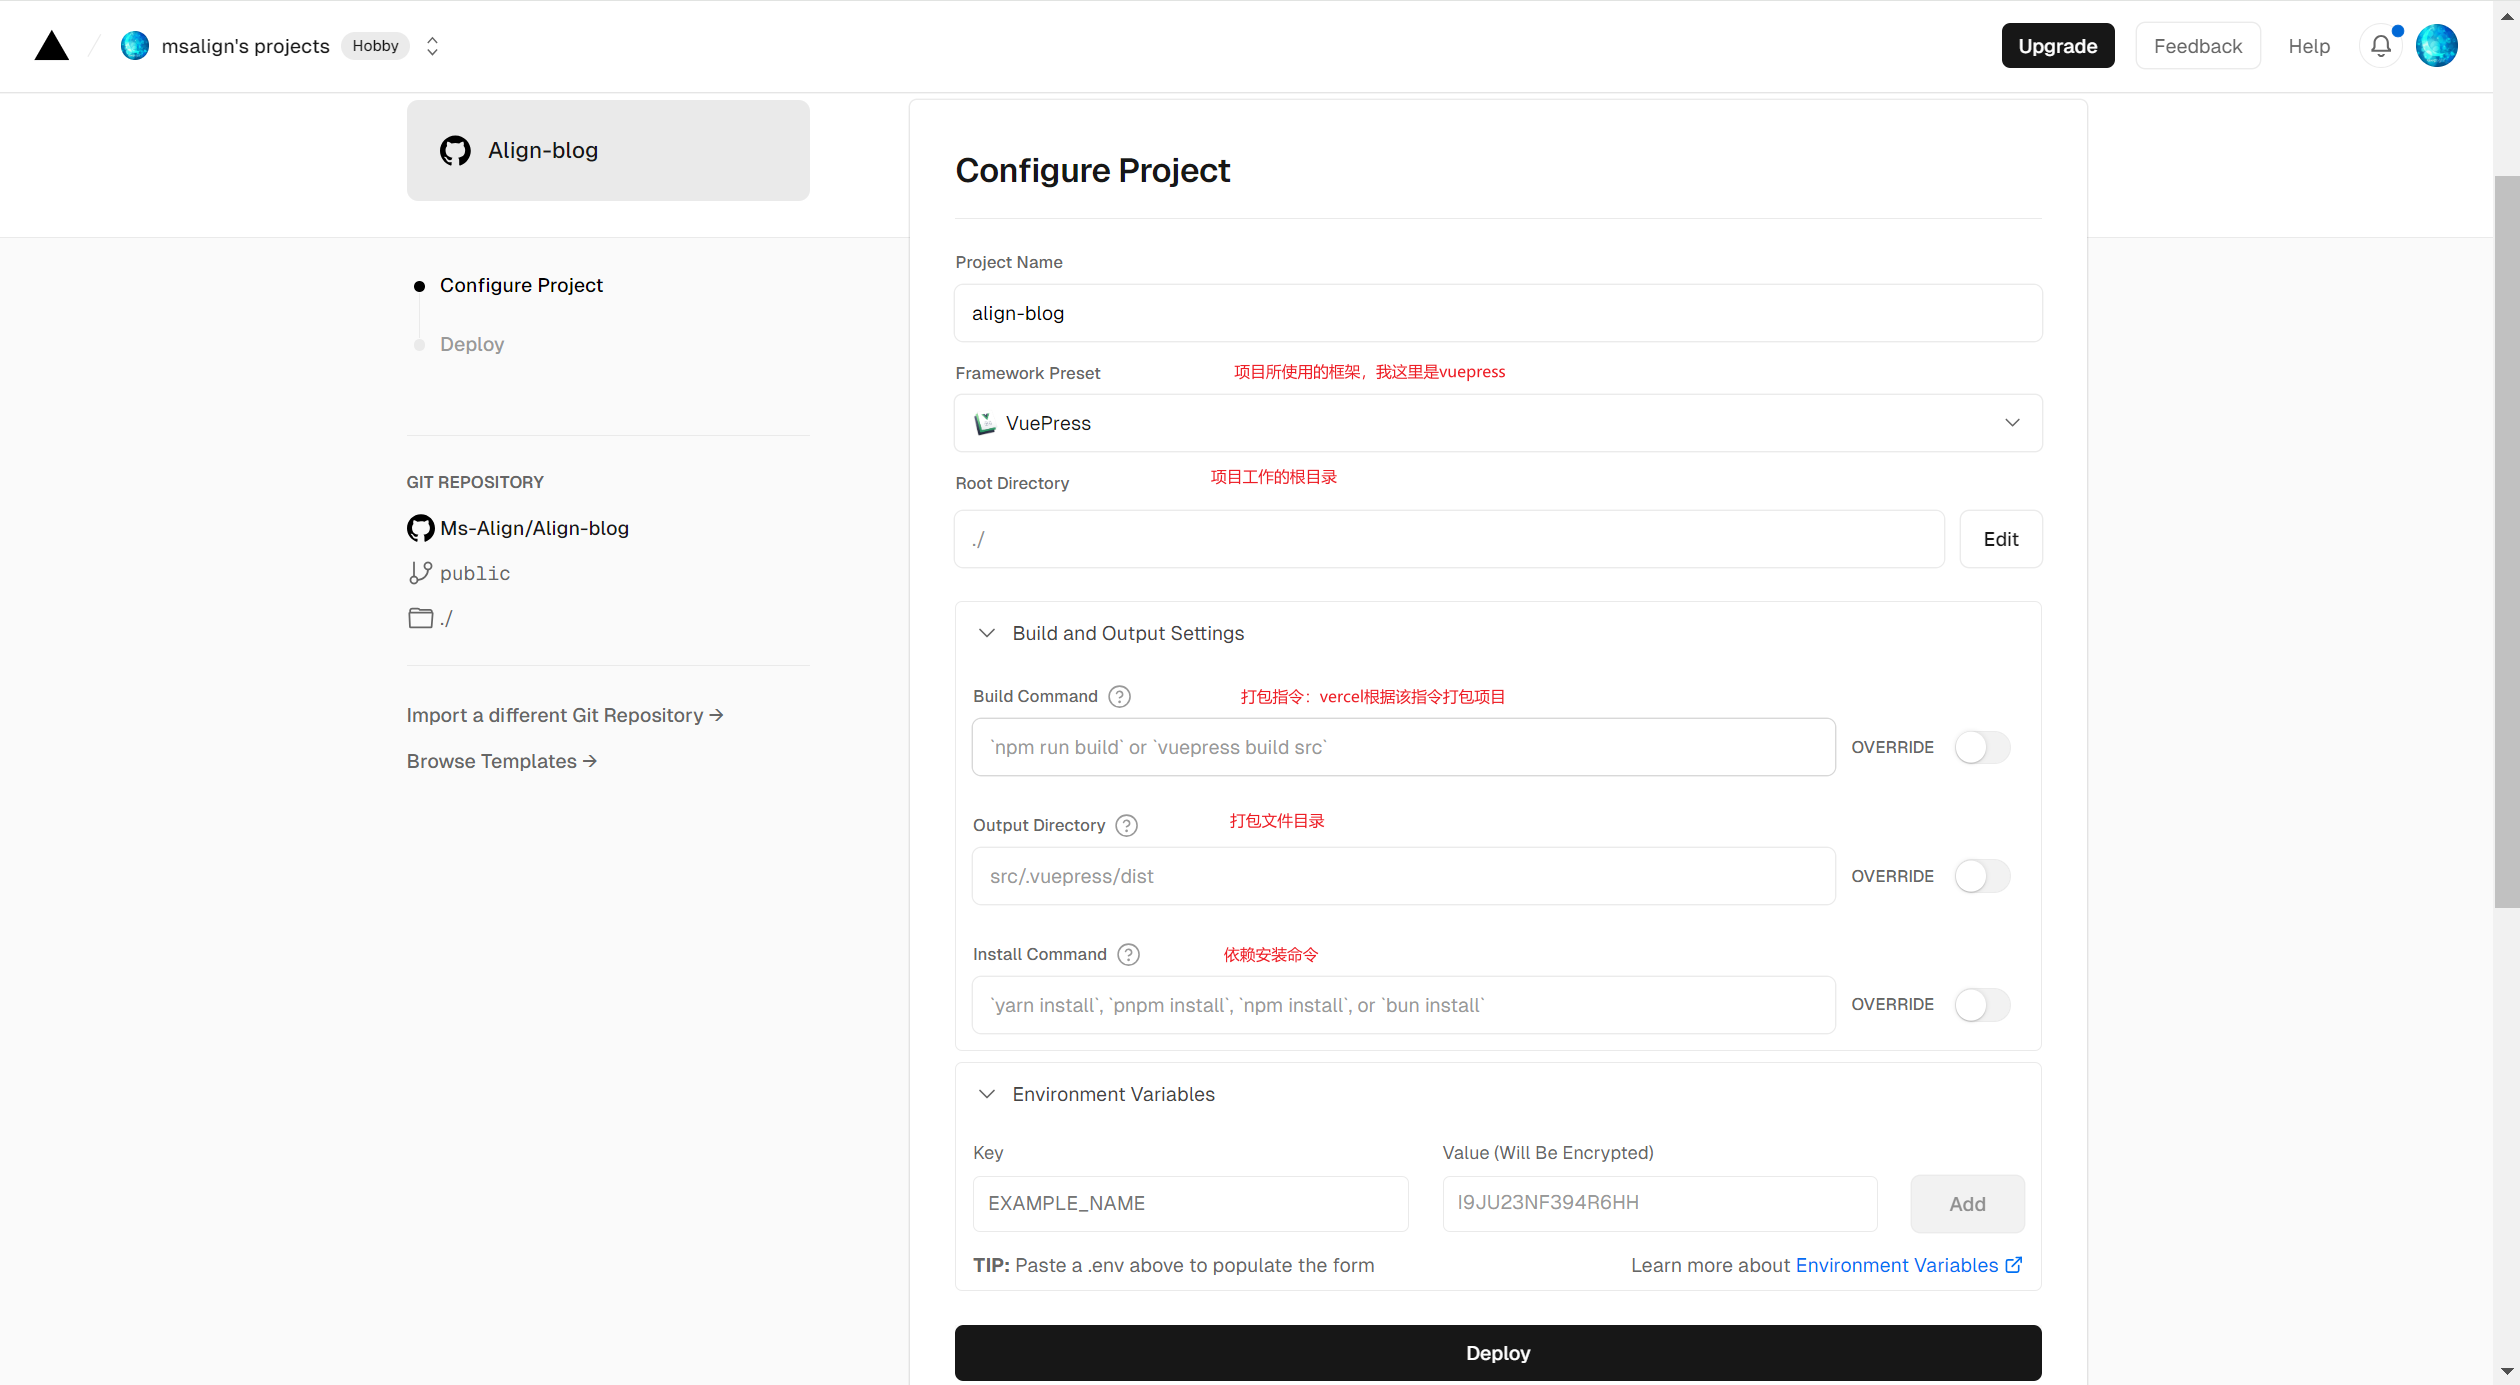 msalign's projects Hobby
Upgrade Feedback Help
Align-blog
Configure Project
Deploy
GIT REPOSITORY
Ms-Align/Align-blog
public
./
Import a different Git Repository →
Browse Templates →
Configure Project
Project Name
align-blog
Framework Preset 项目所使用的框架，我这里是vuepress
VuePress
Root Directory 项目工作的根目录
./ Edit
Build and Output Settings
Build Command ? 打包指令：vercel根据该指令打包项目
`npm run build` or `vuepress build src` OVERRIDE
Output Directory ? 打包文件目录
src/.vuepress/dist OVERRIDE
Install Command ? 依赖安装命令
`yarn install`, `pnpm install`, `npm install`, or `bun install` OVERRIDE
Environment Variables
Key Value (Will Be Encrypted)
EXAMPLE_NAME I9JU23NF394R6HH Add
TIP: Paste a .env above to populate the form Learn more about Environment Variables
Deploy